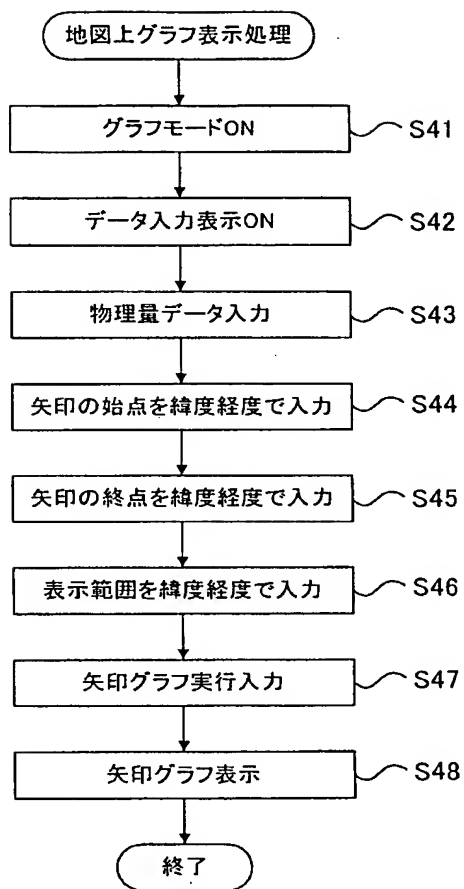 地図上グラフ表示処理
グラフモードON
S41
データ入力表示ON
S42
物理量データ入力
S43
矢印の始点を緯度経度で入力
S44
矢印の終点を緯度経度で入力
S45
表示範囲を緯度経度で入力
S46
矢印グラフ実行入力
S47
矢印グラフ表示
S48
終了